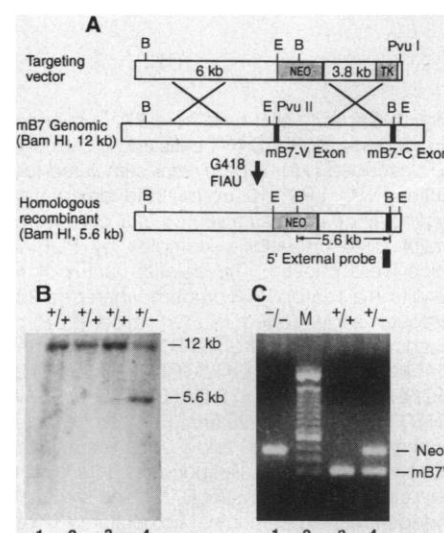 A
B E B Pvu I
Targeting vector
6 kb NEO 3.8 kb TK
B E Pvu II B E
mB7 Genomic
(Bam HI, 12 kb)
mB7-V Exon mB7-C Exon
G418
FIAU
Homologous recombinant
(Bam HI, 5.6 kb)
B E B B E
NEO
5.6 kb
5' External probe
B
+/+ +/+ +/+ +/−
12 kb
5.6 kb
C
−/− M +/+ +/−
Neo
mB7